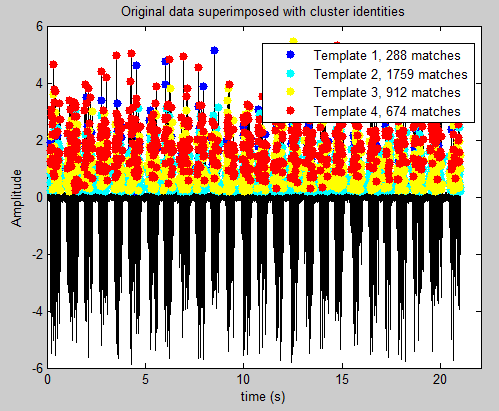 Original data superimposed with cluster identities
6
4
2
0
-2
-4
-6
Amplitude
Template 1, 288 matches
Template 2, 1759 matches
Template 3, 912 matches
Template 4, 674 matches
0 5 10 15 20
time (s)